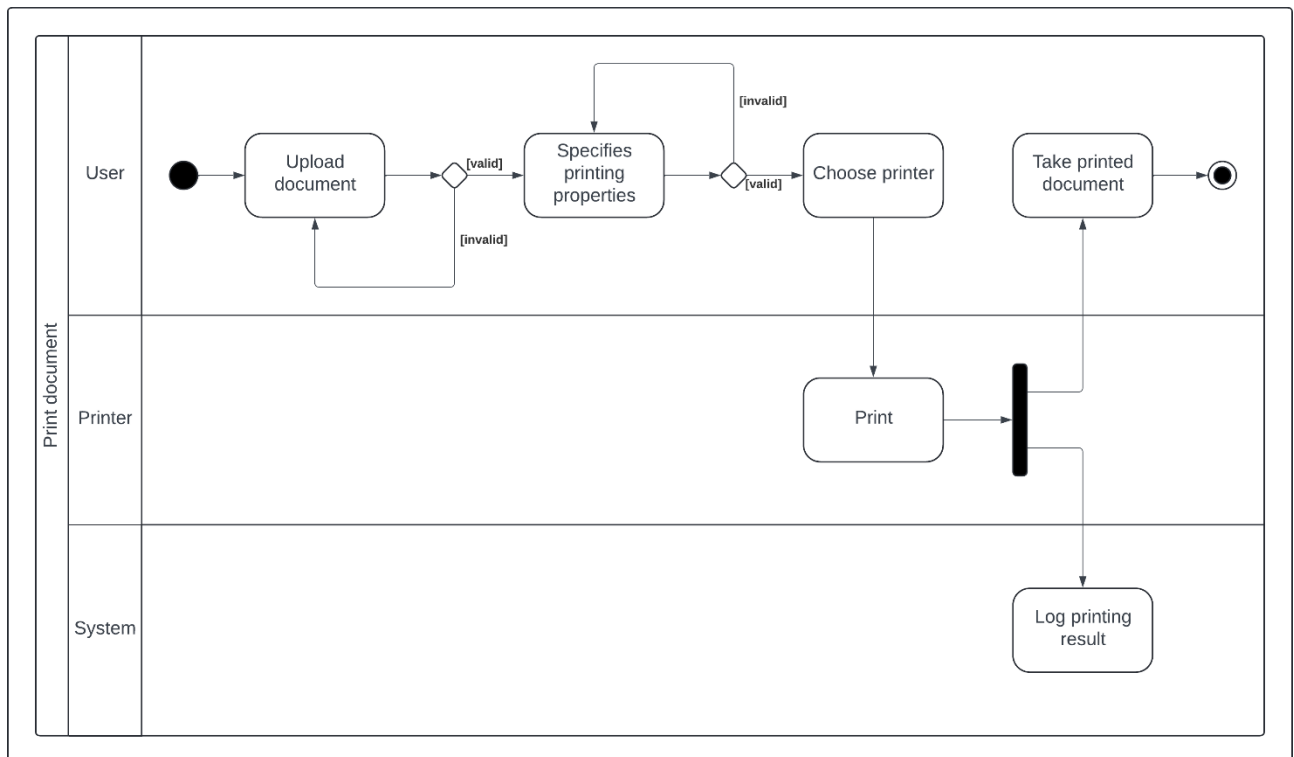 Print document
User
Upload
document
[valid]
[invalid]
Specifies
printing
properties
[invalid]
[valid]
Choose printer
Take printed
document
Printer
Print
System
Log printing
result